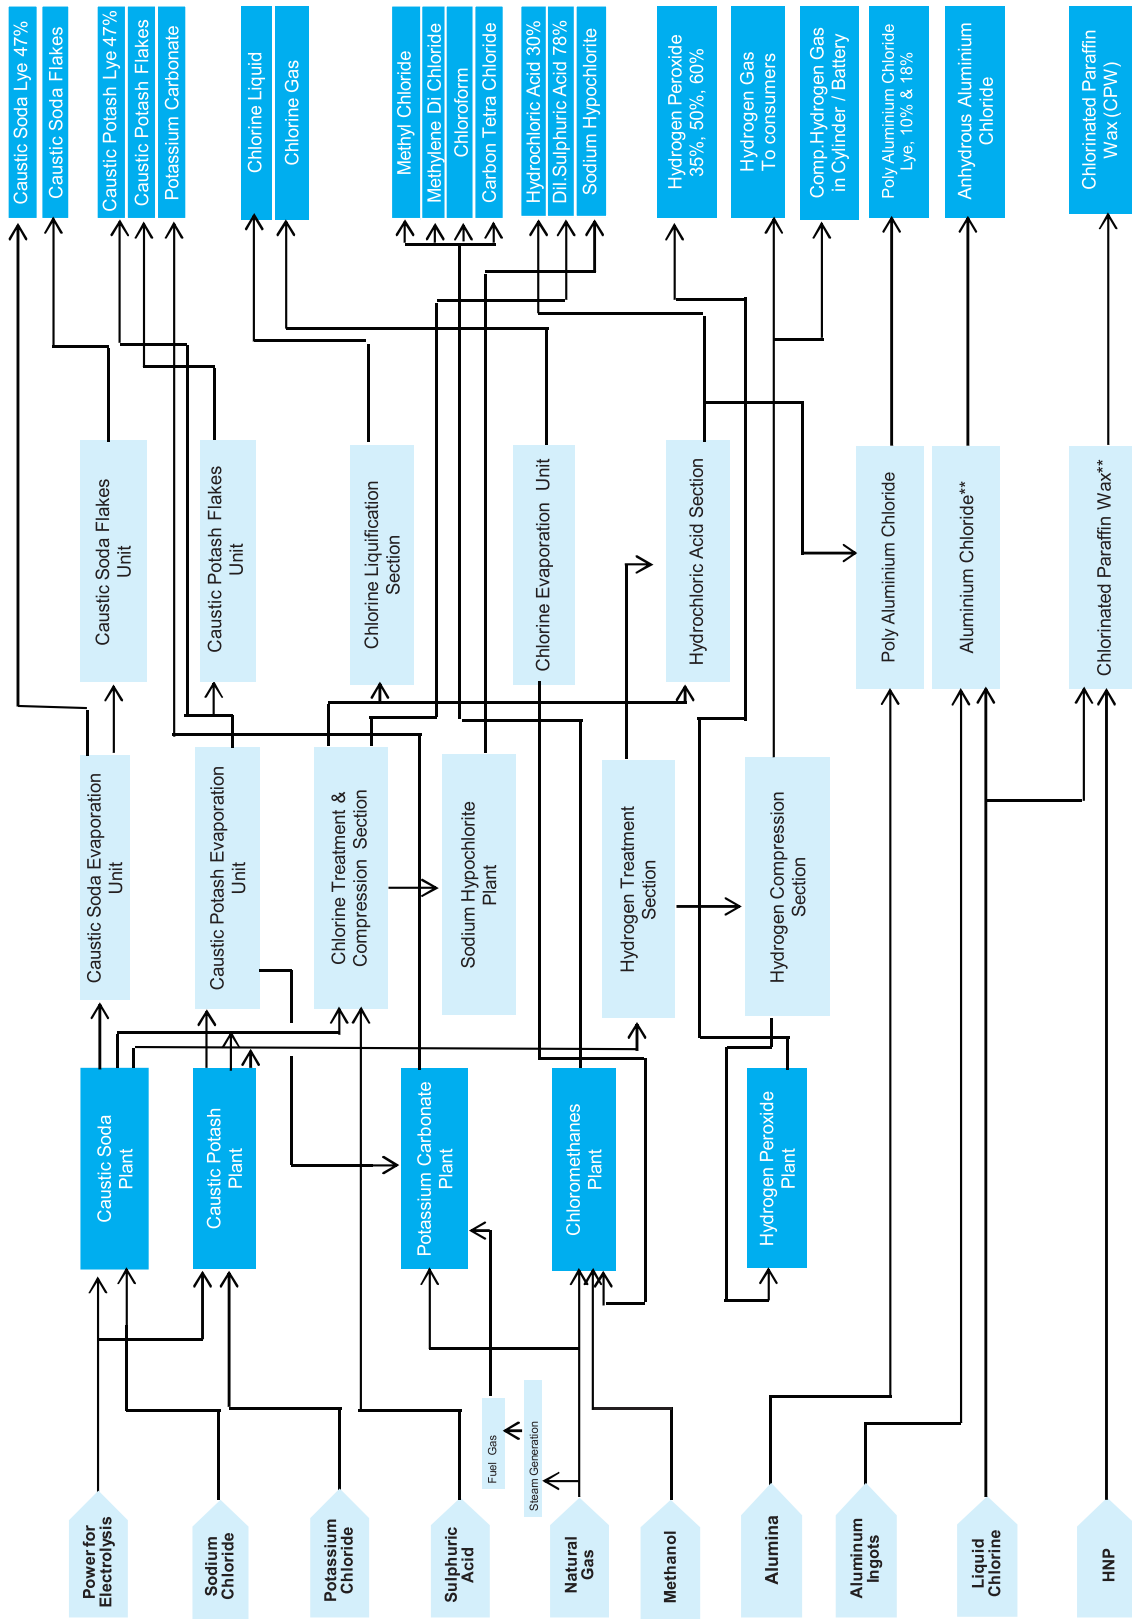 Power for
Electrolysis
Sodium
Chloride
Potassium
Chloride
Sulphuric
Acid
Natural
Gas
Methanol
Alumina
Aluminum
Ingots
Liquid
Chlorine
HNP
Fuel Gas
Steam Generation
Caustic Soda
Plant
Caustic Potash
Plant
Potassium Carbonate
Plant
Chloromethanes
Plant
Hydrogen Peroxide
Plant
Caustic Soda Evaporation
Unit
Caustic Potash Evaporation
Unit
Chlorine Treatment &
Compression Section
Sodium Hypochlorite
Plant
Hydrogen Treatment
Section
Hydrogen Compression
Section
Caustic Soda Flakes
Unit
Caustic Potash Flakes
Unit
Chlorine Liquification
Section
Chlorine Evaporation Unit
Hydrochloric Acid Section
Poly Aluminium Chloride
Aluminium Chloride**
Chlorinated Paraffin Wax**
Caustic Soda Lye 47%
Caustic Soda Flakes
Caustic Potash Lye 47%
Caustic Potash Flakes
Potassium Carbonate
Chlorine Liquid
Chlorine Gas
Methyl Chloride
Methylene Di Chloride
Chloroform
Carbon Tetra Chloride
Hydrochloric Acid 30%
Dil.Sulphuric Acid 78%
Sodium Hypochlorite
Hydrogen Peroxide
35%, 50%, 60%
Hydrogen Gas
To consumers
Comp.Hydrogen Gas
in Cylinder / Battery
Poly Aluminium Chloride
Lye, 10% & 18%
Anhydrous Aluminium
Chloride
Chlorinated Paraffin
Wax (CPW)